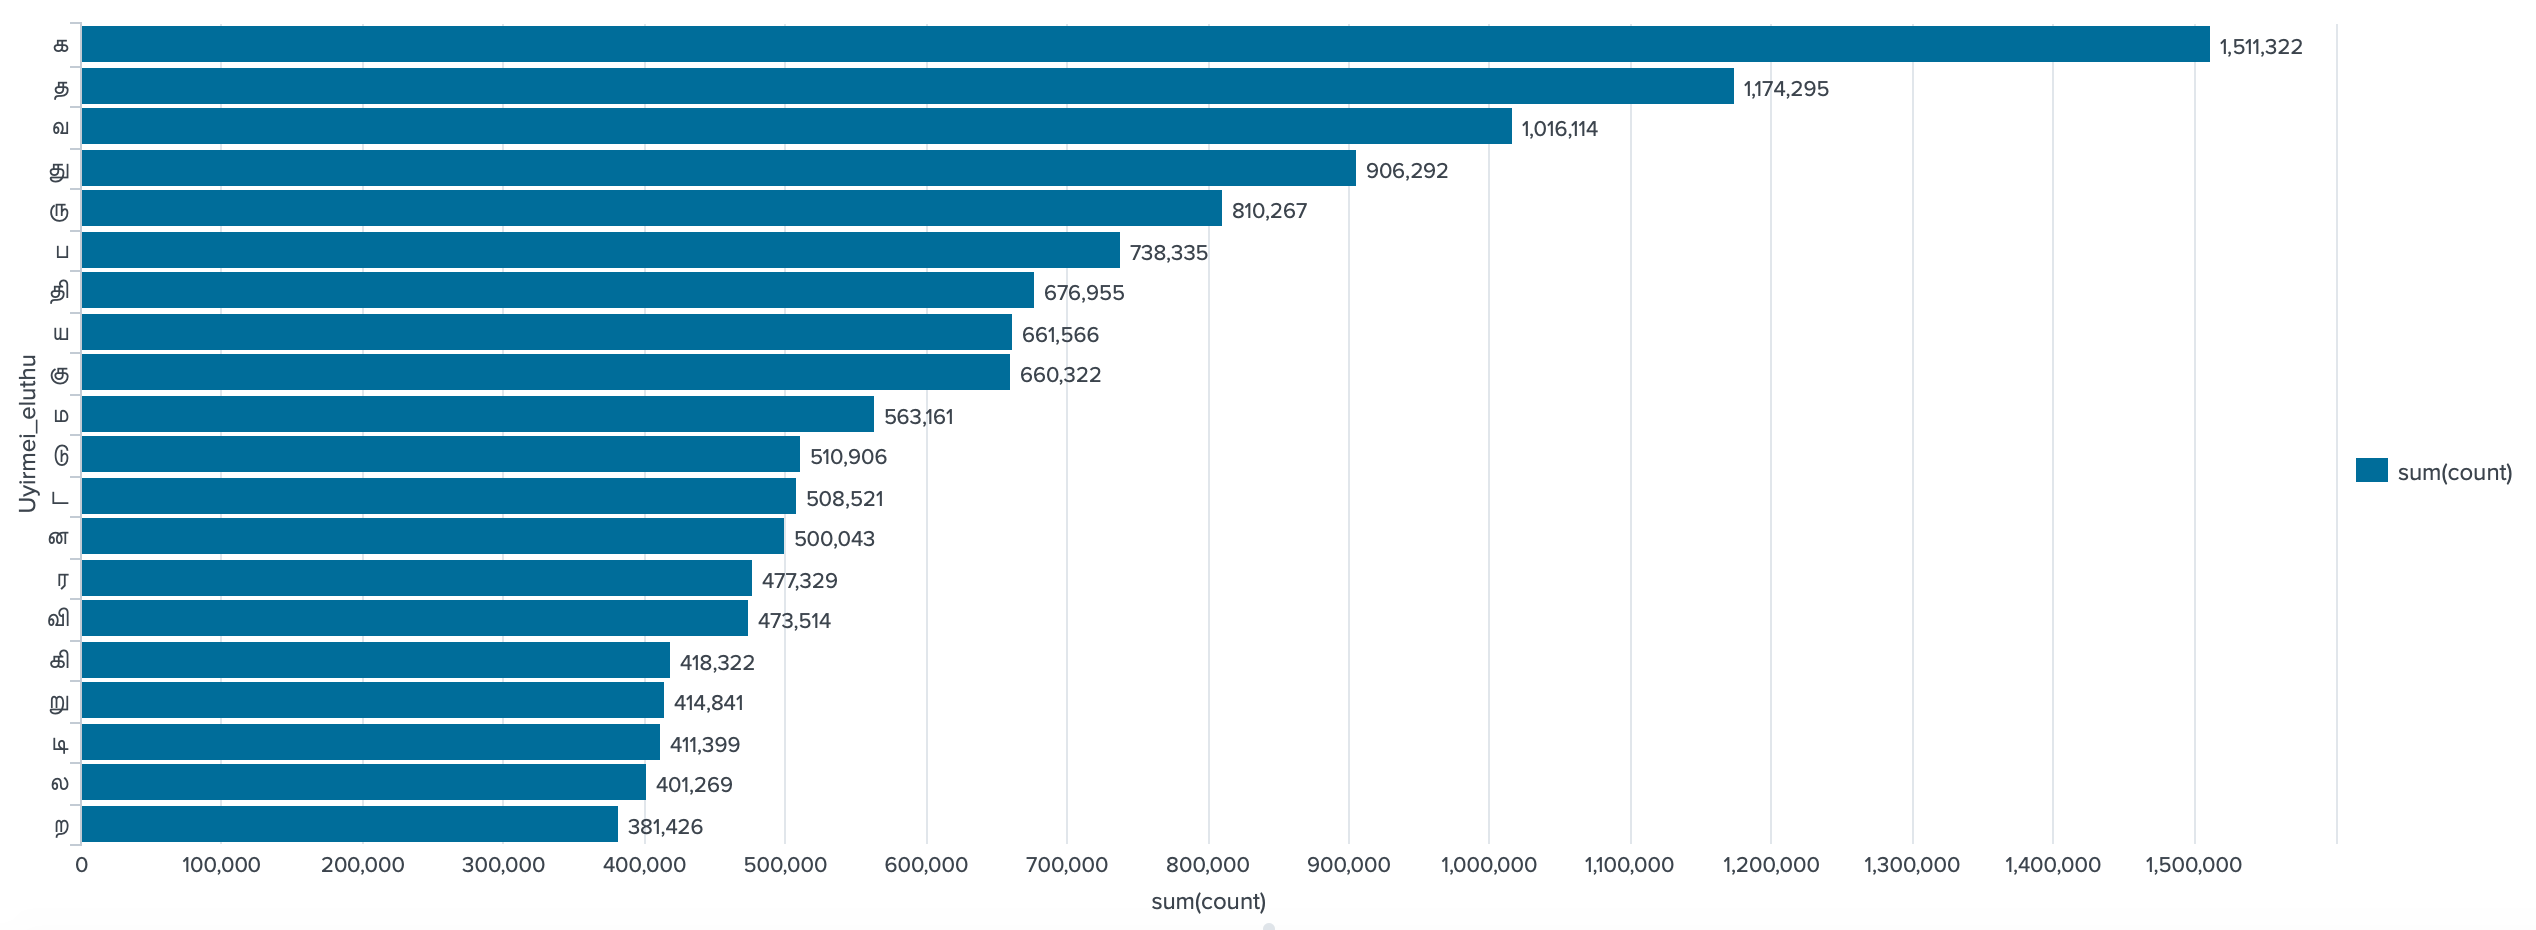 க 1,511,322
த 1,174,295
வ 1,016,114
து 906,292
ரு 810,267
ப 738,335
தி 676,955
ய 661,566
கு 660,322
ம 563,161
டு 510,906
ட 508,521
ன 500,043
ர 477,329
வி 473,514
கி 418,322
று 414,841
டி 411,399
ல 401,269
ற 381,426
0 100,000 200,000 300,000 400,000 500,000 600,000 700,000 800,000 900,000 1,000,000 1,100,000 1,200,000 1,300,000 1,400,000 1,500,000
sum(count)
Uyirmei_eluthu
sum(count)